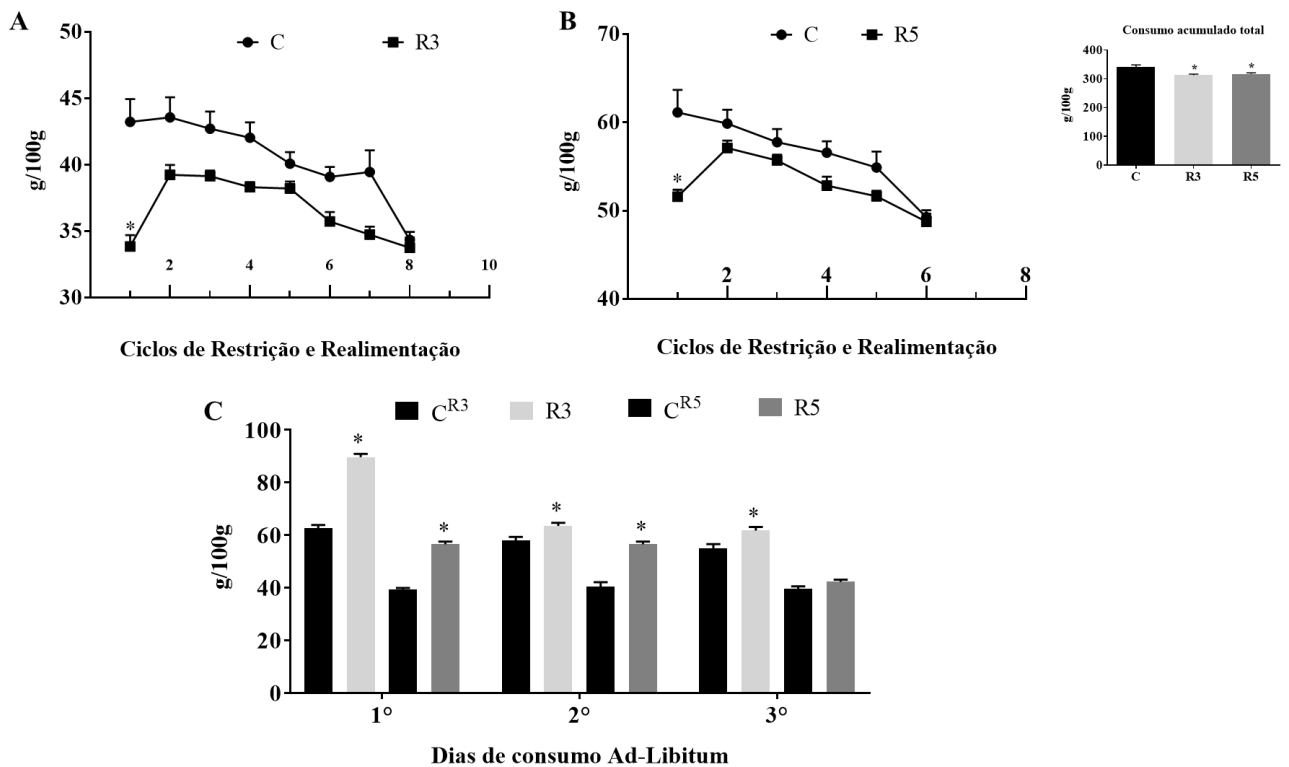 A
C
R3
50
45
40
35
30
g/100g
*
2
4
6
8
10
Ciclos de Restrição e Realimentação
B
C
R5
70
60
50
40
g/100g
*
2
4
6
8
Ciclos de Restrição e Realimentação
Consumo acumulado total
400
300
200
100
0
g/100g
*
*
C
R3
R5
C
C^R3
R3
C^R5
R5
100
80
60
40
20
0
g/100g
*
*
*
*
*
1°
2°
3°
Dias de consumo Ad-Libitum